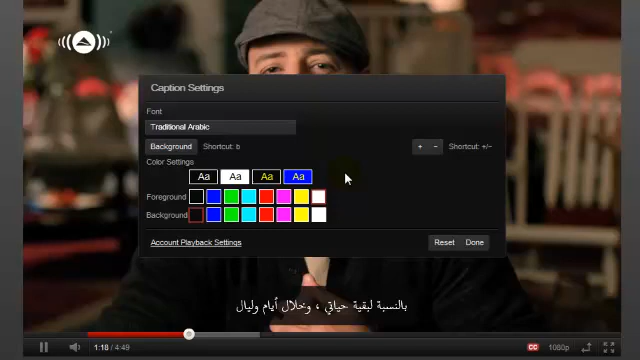 Caption Settings
Font
Traditional Arabic
Background Shortcut: b + − Shortcut: +/−
Color Settings
Aa Aa Aa Aa
Foreground
Background
Account Playback Settings Reset Done
بالنسبة لبقية حياتي ، وخلال أيام وليال
1:18 / 4:49 CC 1080p